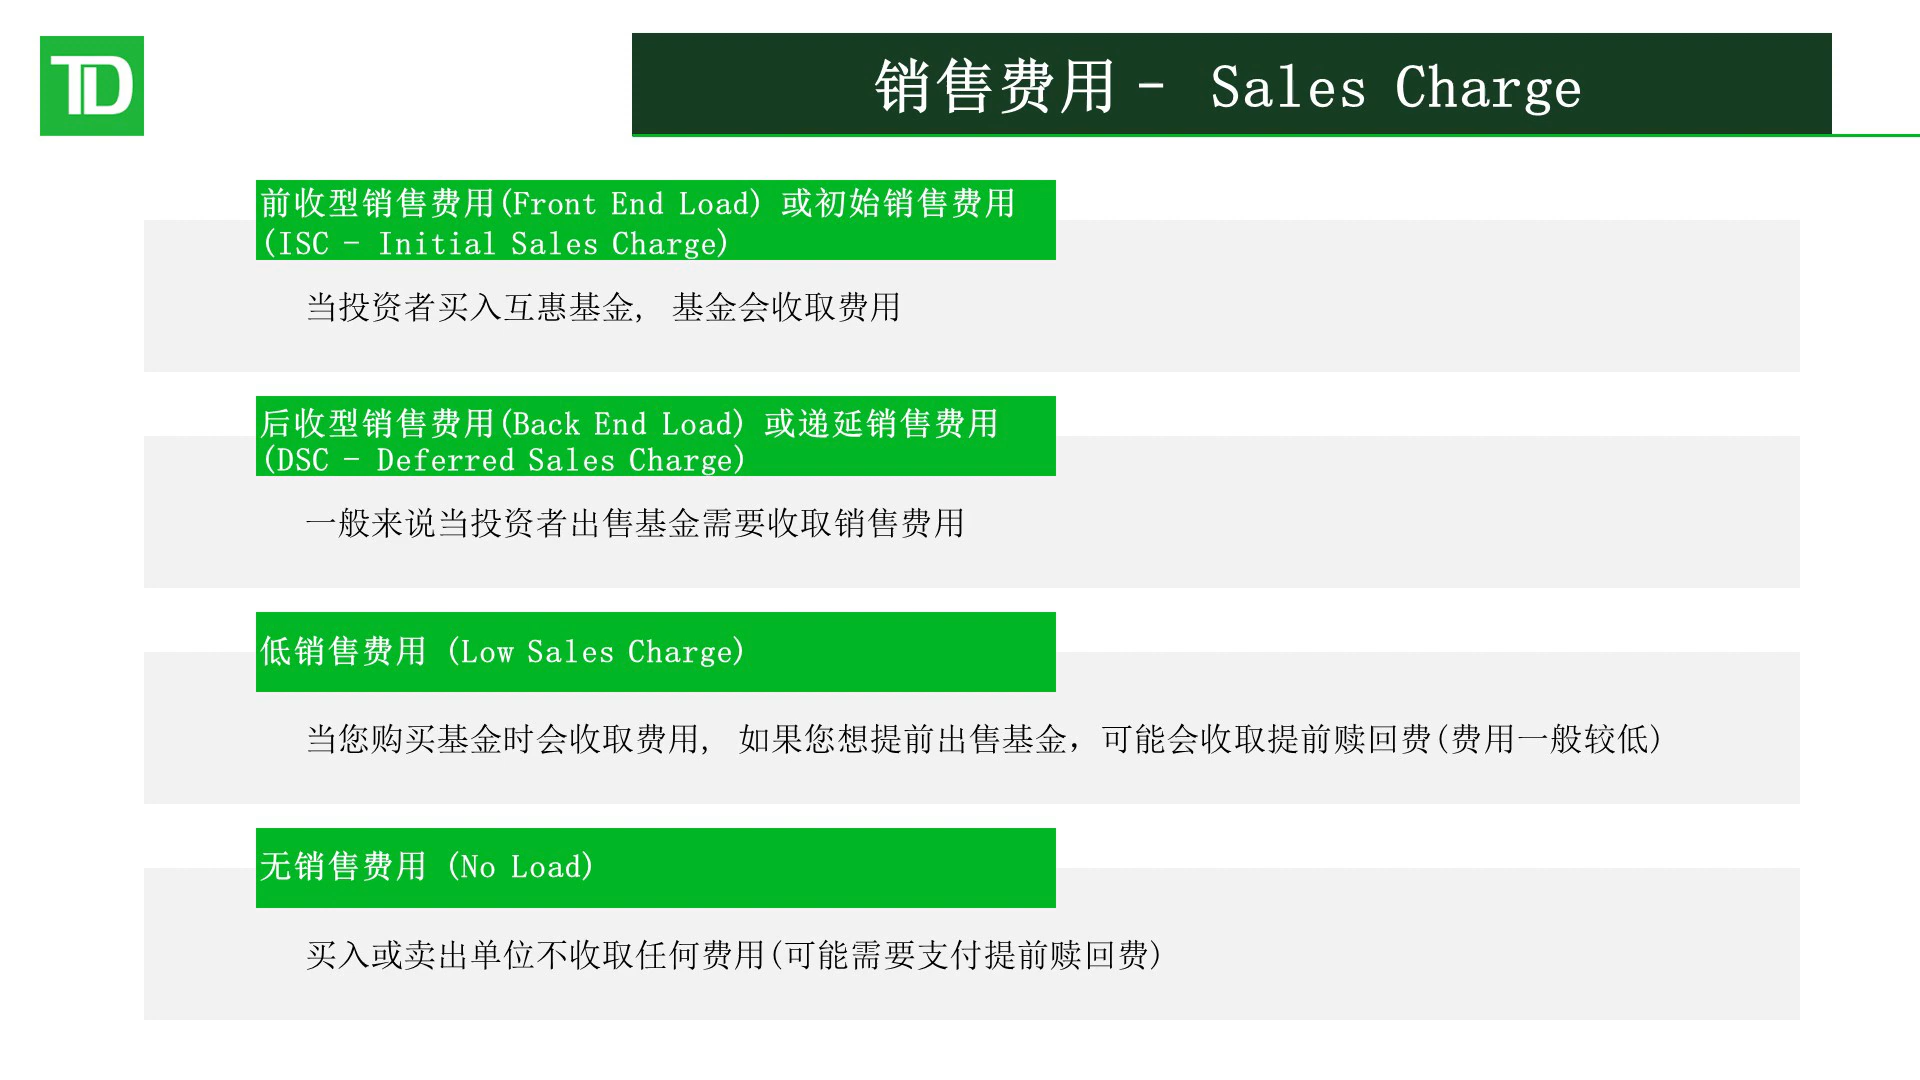 TD
销售费用 - Sales Charge
前收型销售费用(Front End Load) 或初始销售费用
(ISC - Initial Sales Charge)
当投资者买入互惠基金, 基金会收取费用
后收型销售费用(Back End Load) 或递延销售费用
(DSC - Deferred Sales Charge)
一般来说当投资者出售基金需要收取销售费用
低销售费用 (Low Sales Charge)
当您购买基金时会收取费用, 如果您想提前出售基金，可能会收取提前赎回费(费用一般较低)
无销售费用 (No Load)
买入或卖出单位不收取任何费用(可能需要支付提前赎回费)